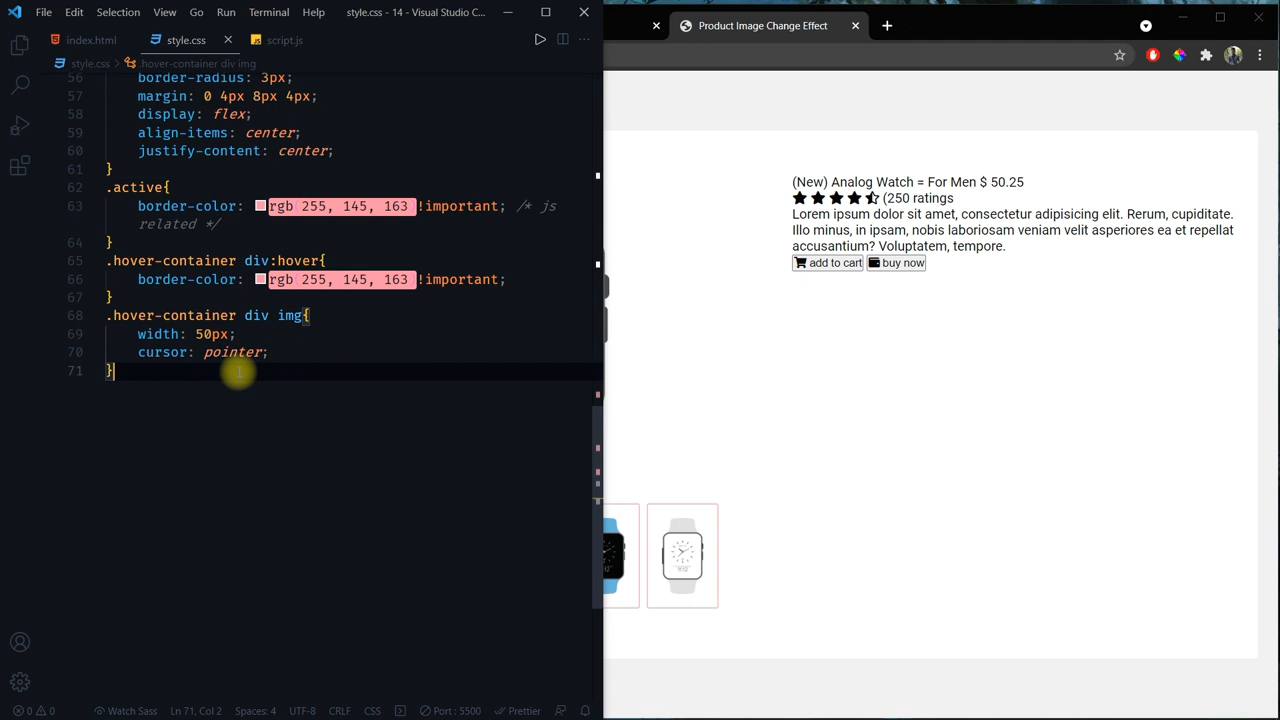 File Edit Selection View Go Run Terminal Help style.css - 14 - Visual Studio C...
index.html style.css script.js
style.css > .hover-container div img
56 border-radius: 3px;
57 margin: 0 4px 8px 4px;
58 display: flex;
59 align-items: center;
60 justify-content: center;
61 }
62 .active{
63 border-color: rgb(255, 145, 163)!important; /* js
related */
64 }
65 .hover-container div:hover{
66 border-color: rgb(255, 145, 163)!important;
67 }
68 .hover-container div img{
69 width: 50px;
70 cursor: pointer;
71 }
Watch Sass Ln 71, Col 2 Spaces: 4 UTF-8 CRLF CSS Port : 5500 Prettier
0 0
Product Image Change Effect
(New) Analog Watch = For Men $ 50.25
(250 ratings
Lorem ipsum dolor sit amet, consectetur adipisicing elit. Rerum, cupiditate.
Illo minus, in ipsam, nobis laboriosam veniam velit asperiores ea et repellat
accusantium? Voluptatem, tempore.
add to cart buy now